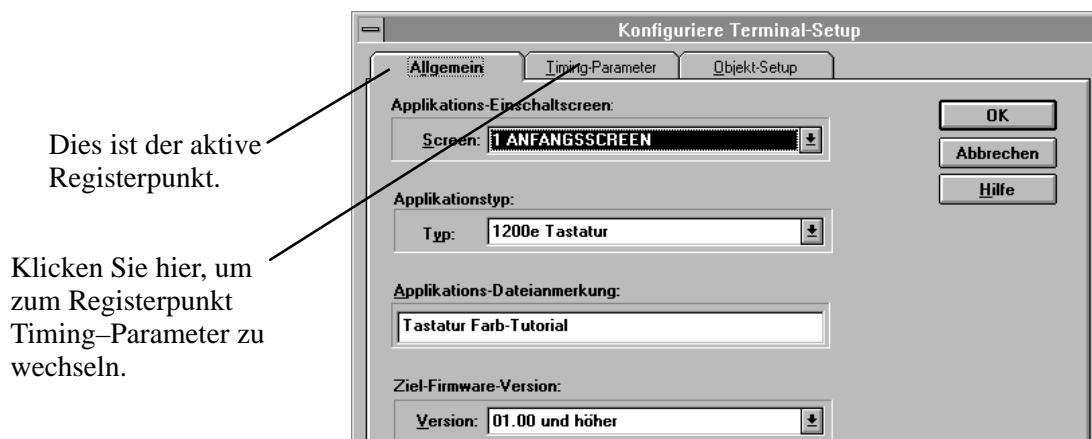 Konfiguriere Terminal-Setup
Allgemein
Timing-Parameter
Objekt-Setup
Applikations-Einschaltscreen:
Screen: 1 ANFANGSSCREEN
OK
Abbrechen
Hilfe
Dies ist der aktive
Registerpunkt.
Applikationstyp:
Typ: 1200e Tastatur
Klicken Sie hier, um
zum Registerpunkt
Timing–Parameter zu
wechseln.
Applikations-Dateianmerkung:
Tastatur Farb-Tutorial
Ziel-Firmware-Version:
Version: 01.00 und höher